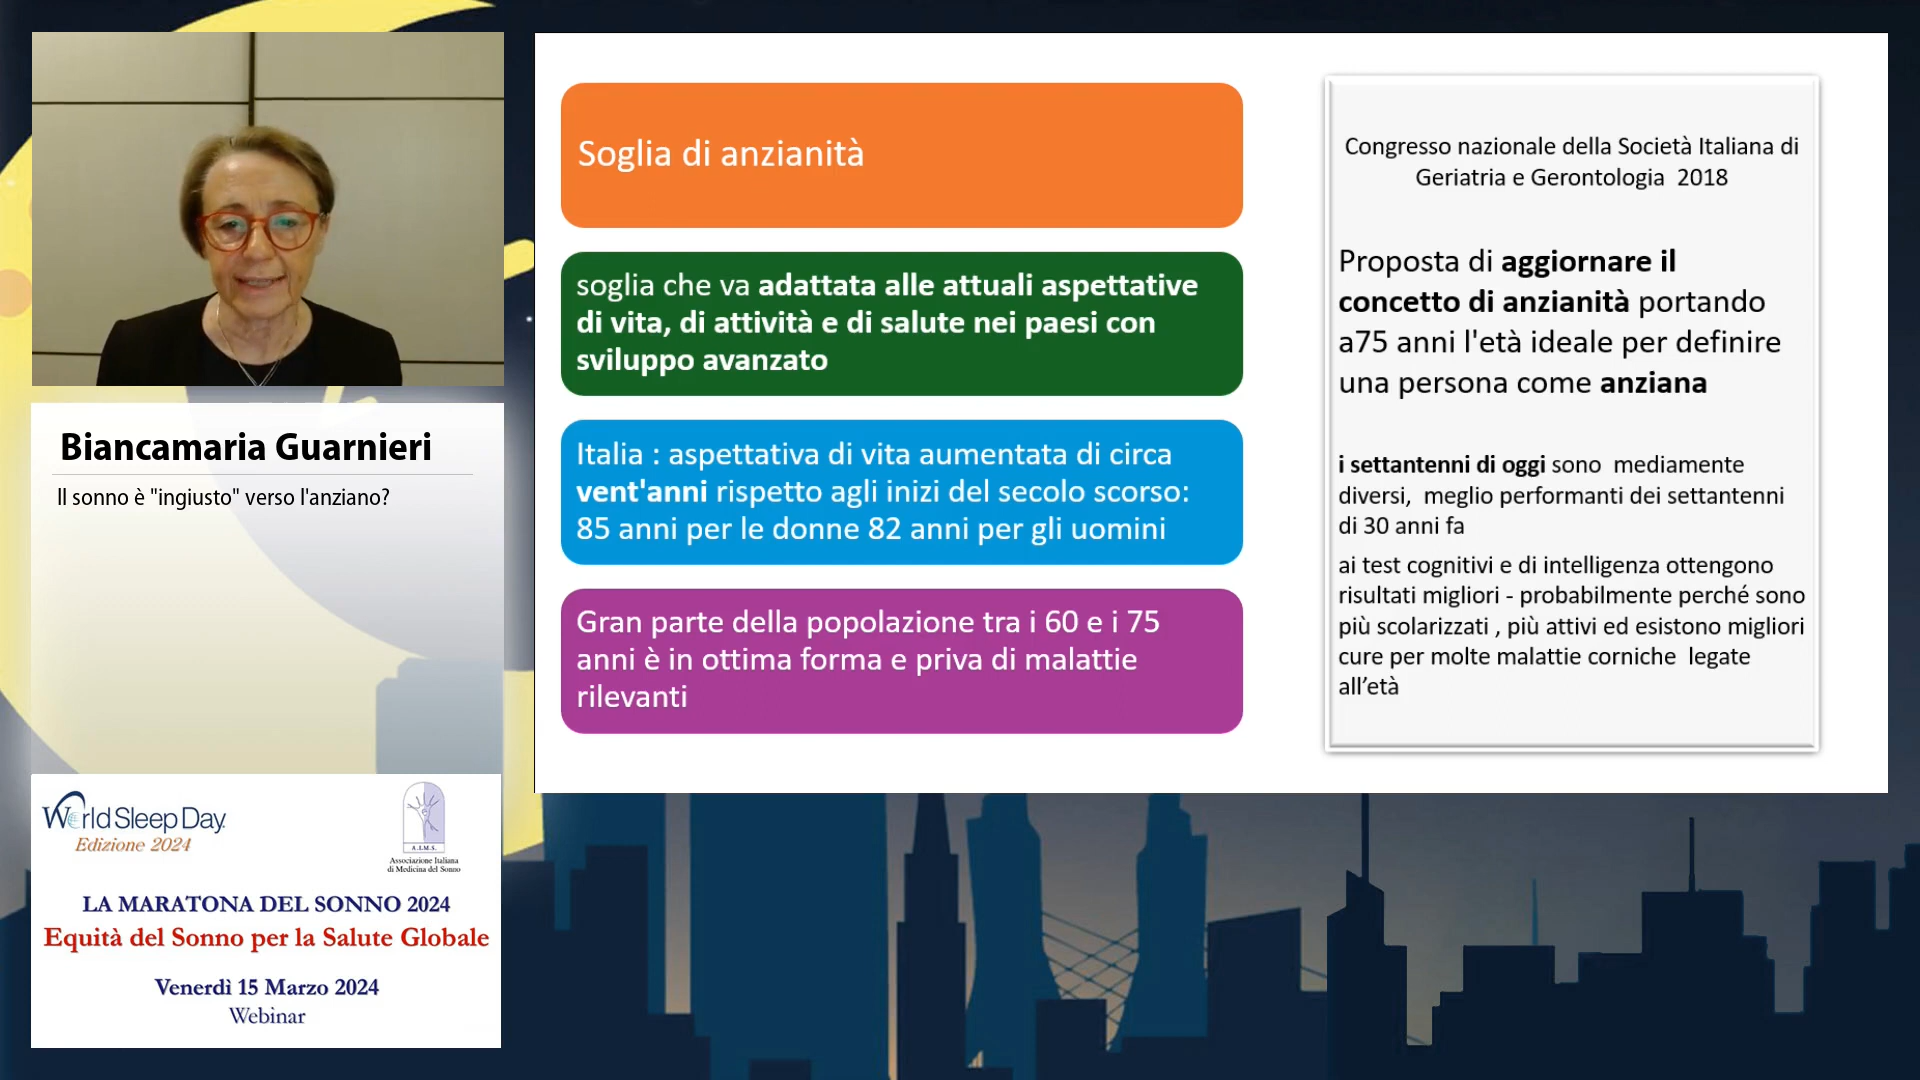 Biancamaria Guarnieri
Il sonno è "ingiusto" verso l'anziano?
World Sleep Day
Edizione 2024
A.I.M.S.
Associazione Italiana
di Medicina del Sonno
LA MARATONA DEL SONNO 2024
Equità del Sonno per la Salute Globale
Venerdì 15 Marzo 2024
Webinar
Soglia di anzianità
soglia che va adattata alle attuali aspettative
di vita, di attività e di salute nei paesi con
sviluppo avanzato
Italia : aspettativa di vita aumentata di circa
vent'anni rispetto agli inizi del secolo scorso:
85 anni per le donne 82 anni per gli uomini
Gran parte della popolazione tra i 60 e i 75
anni è in ottima forma e priva di malattie
rilevanti
Congresso nazionale della Società Italiana di
Geriatria e Gerontologia 2018
Proposta di aggiornare il
concetto di anzianità portando
a75 anni l'età ideale per definire
una persona come anziana
i settantenni di oggi sono mediamente
diversi, meglio performanti dei settantenni
di 30 anni fa
ai test cognitivi e di intelligenza ottengono
risultati migliori - probabilmente perché sono
più scolarizzati , più attivi ed esistono migliori
cure per molte malattie corniche legate
all’età